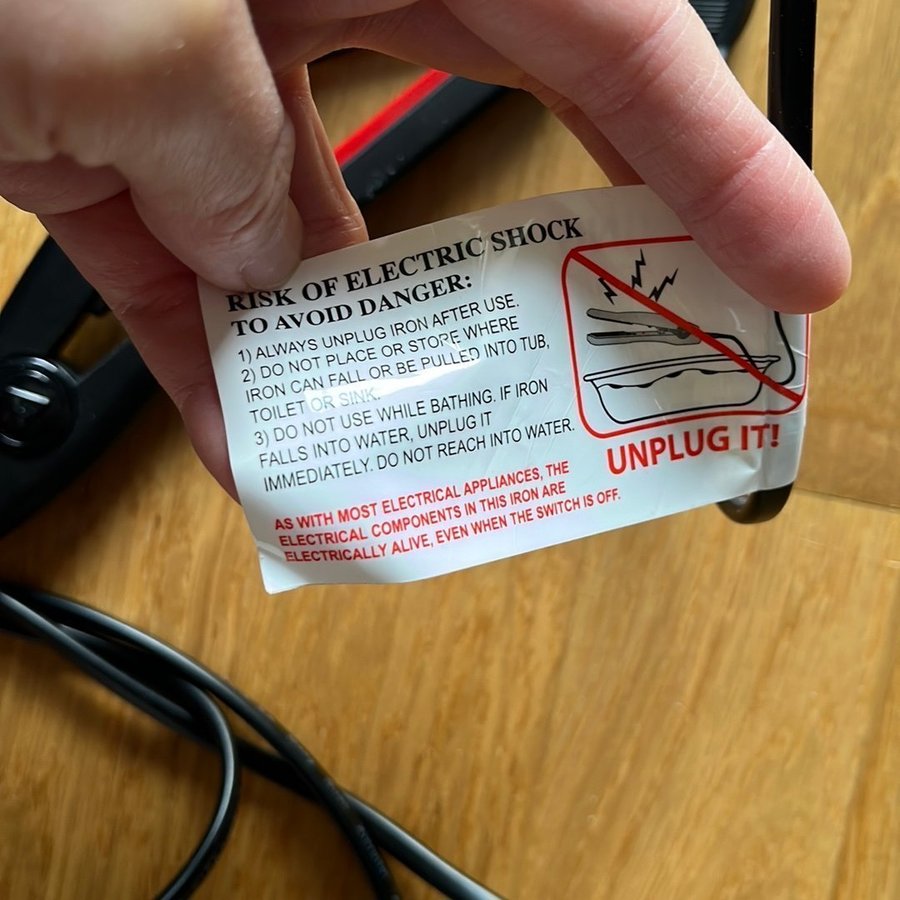 RISK OF ELECTRIC SHOCK
TO AVOID DANGER:
1) ALWAYS UNPLUG IRON AFTER USE.
2) DO NOT PLACE OR STORE WHERE
IRON CAN FALL OR BE PULLED INTO TUB,
TOILET OR SINK.
3) DO NOT USE WHILE BATHING. IF IRON
FALLS INTO WATER, UNPLUG IT
IMMEDIATELY. DO NOT REACH INTO WATER.
AS WITH MOST ELECTRICAL APPLIANCES, THE
ELECTRICAL COMPONENTS IN THIS IRON ARE
ELECTRICALLY ALIVE, EVEN WHEN THE SWITCH IS OFF.
UNPLUG IT!